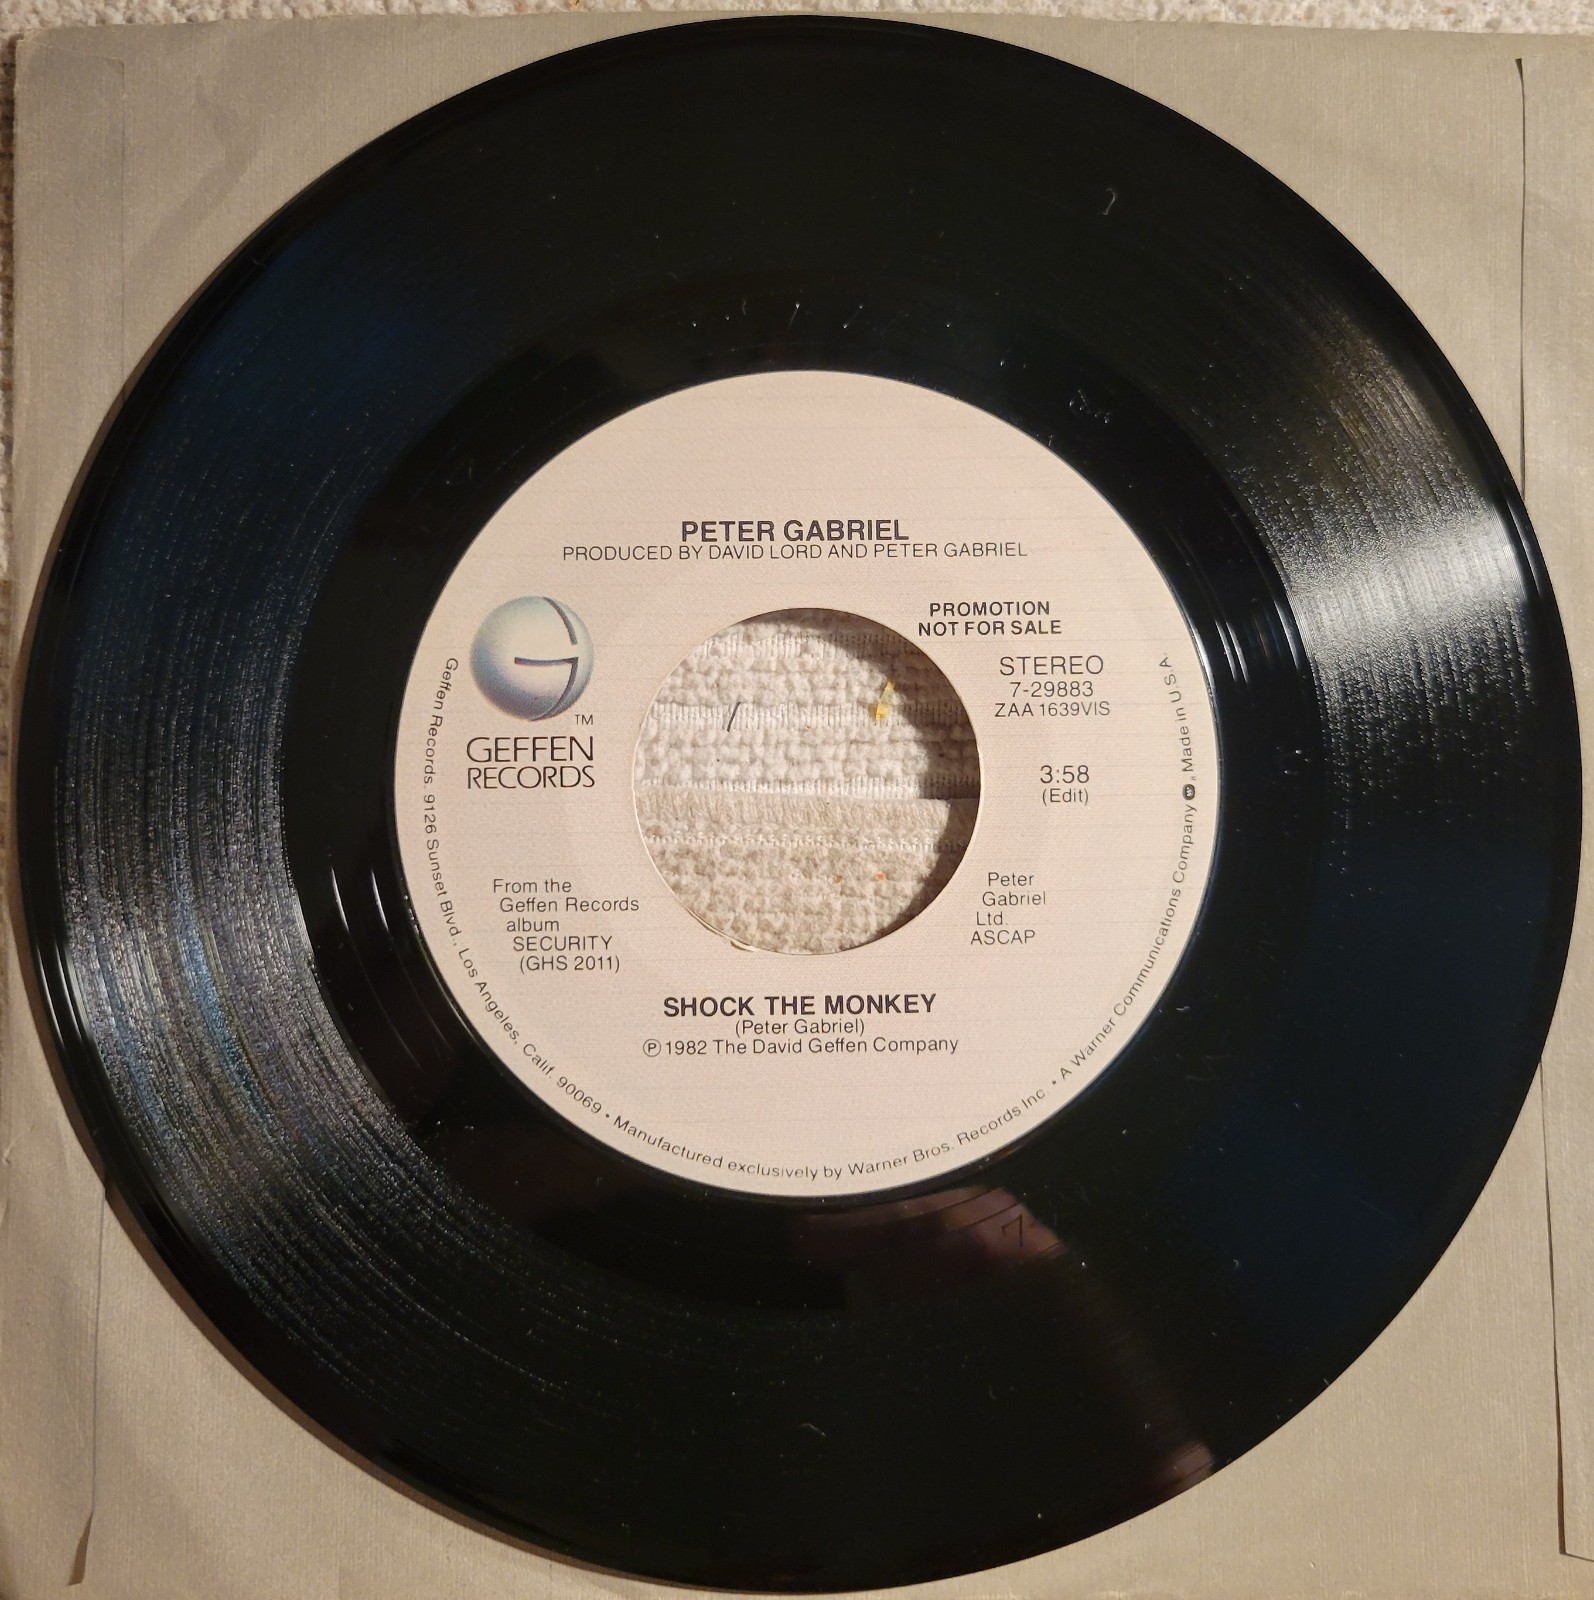 PETER GABRIEL
PRODUCED BY DAVID LORD AND PETER GABRIEL
PROMOTION
NOT FOR SALE
STEREO
7-29883
ZAA 1639VIS
3:58
(Edit)
G
TM
GEFFEN
RECORDS
From the
Geffen Records
album
SECURITY
(GHS 2011)
Peter
Gabriel
Ltd.
ASCAP
SHOCK THE MONKEY
(Peter Gabriel)
Ⓟ 1982 The David Geffen Company
Geffen Records. 9126 Sunset Blvd., Los Angeles, Calif. 90069 • Manufactured exclusively by Warner Bros. Records Inc. • A Warner Communications Company W, Made in U.S.A.
7